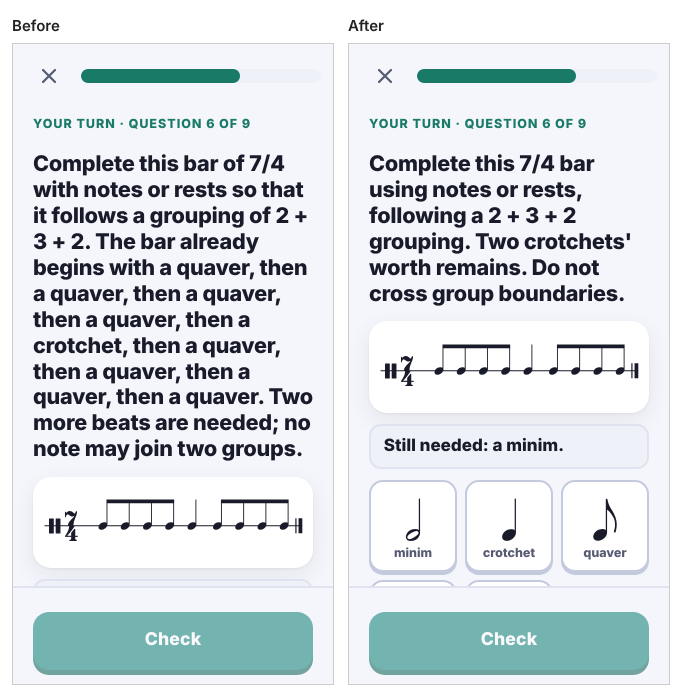 Before
YOUR TURN · QUESTION 6 OF 9
Complete this bar of 7/4
with notes or rests so that
it follows a grouping of 2 +
3 + 2. The bar already
begins with a quaver, then
a quaver, then a quaver,
then a quaver, then a
crotchet, then a quaver,
then a quaver, then a
quaver, then a quaver. Two
more beats are needed; no
note may join two groups.
7
4
Check
After
YOUR TURN · QUESTION 6 OF 9
Complete this 7/4 bar
using notes or rests,
following a 2 + 3 + 2
grouping. Two crotchets'
worth remains. Do not
cross group boundaries.
7
4
Still needed: a minim.
minim
crotchet
quaver
Check